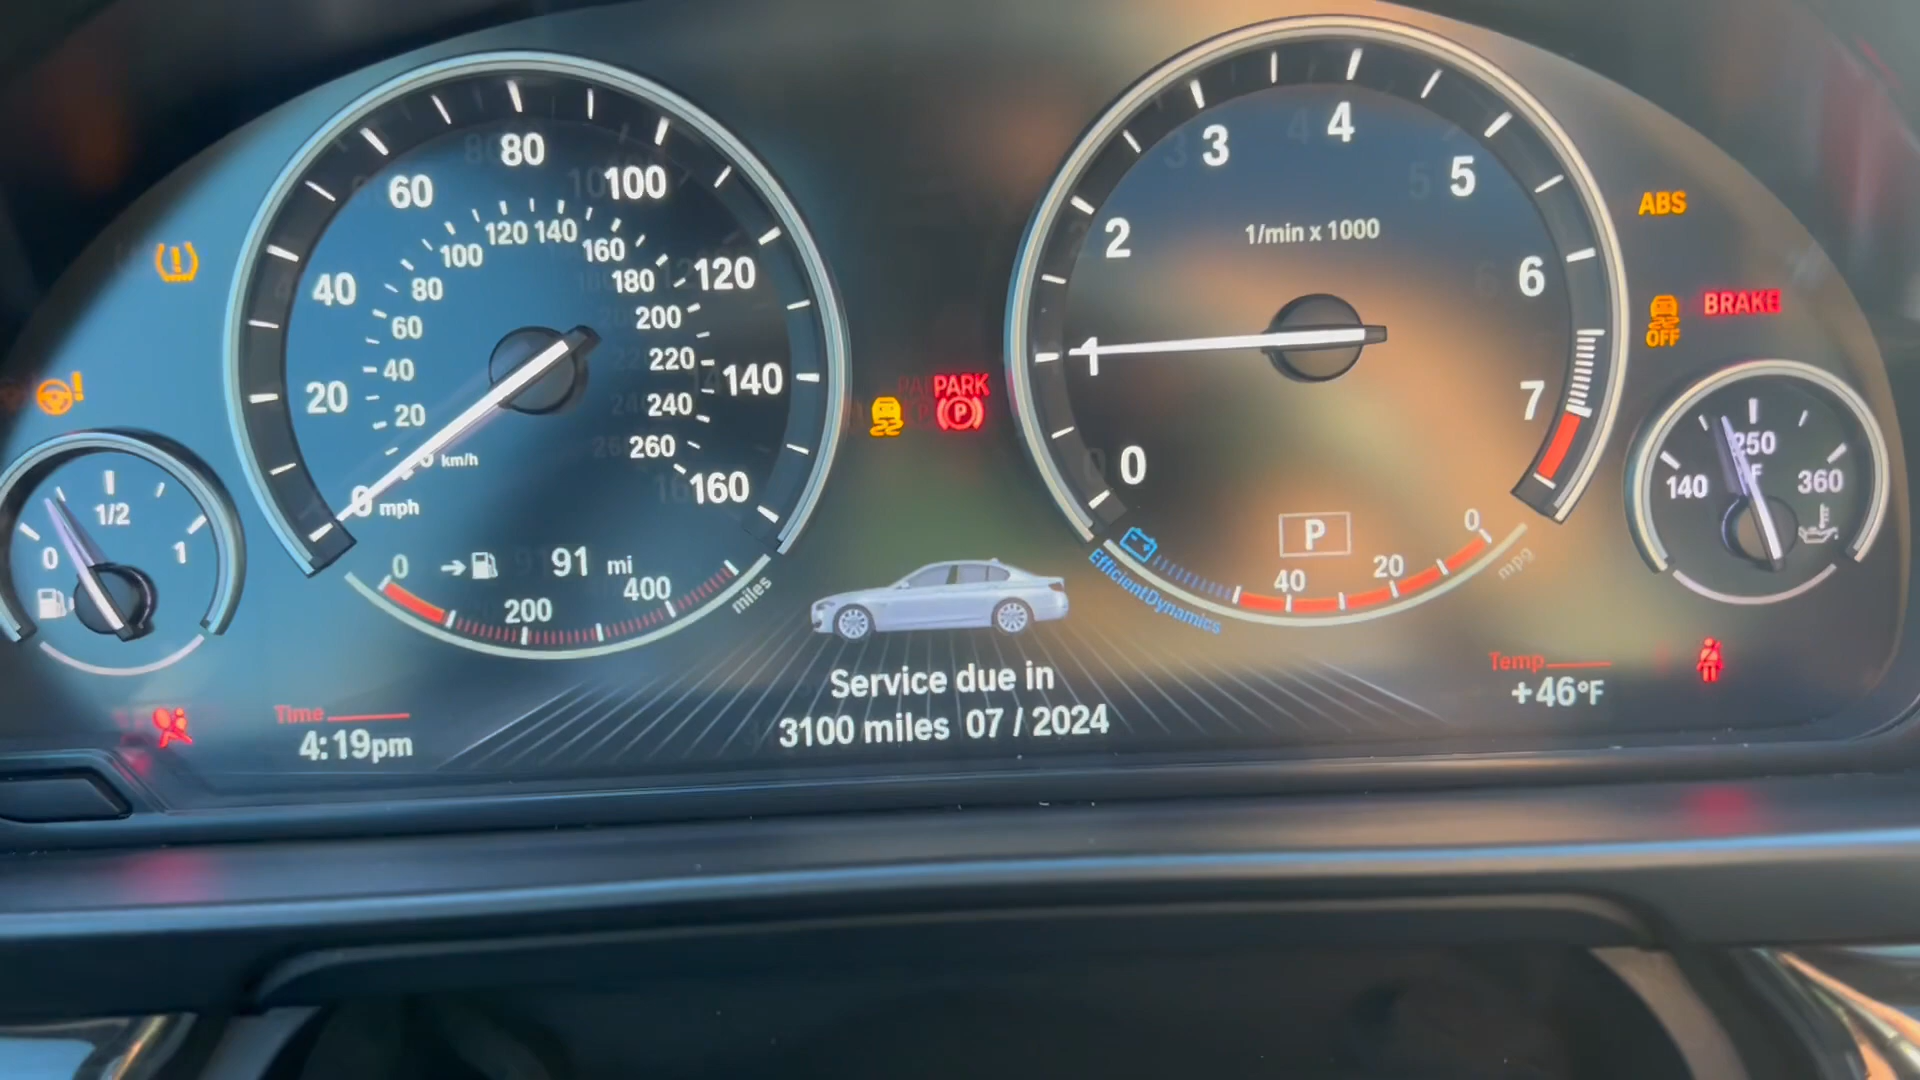 80
60
100
40
120
20
140
0 mph
160
120 140
100
160
80
180
60
200
40
220
20
240
km/h
260
0
91 mi
200
400
miles
1/2
0
1
Time
4:19pm
PARK
P
Service due in
3100 miles 07 / 2024
4
3
5
2
6
1
7
0
1/min x 1000
P
40
20
0
mpg
EfficientDynamics
ABS
OFF
BRAKE
250
°F
140
360
Temp
+46°F